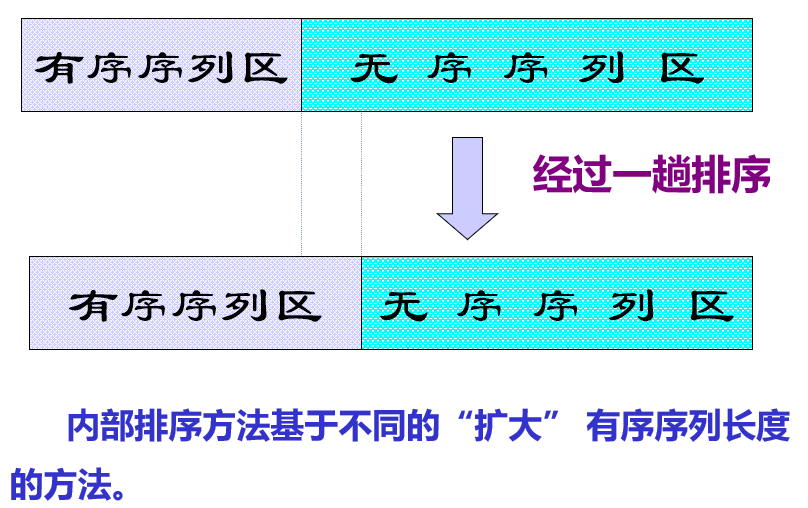 有序序列区 无序序列区
经过一趟排序
有序序列区 无序序列区
内部排序方法基于不同的“扩大” 有序序列长度
的方法。